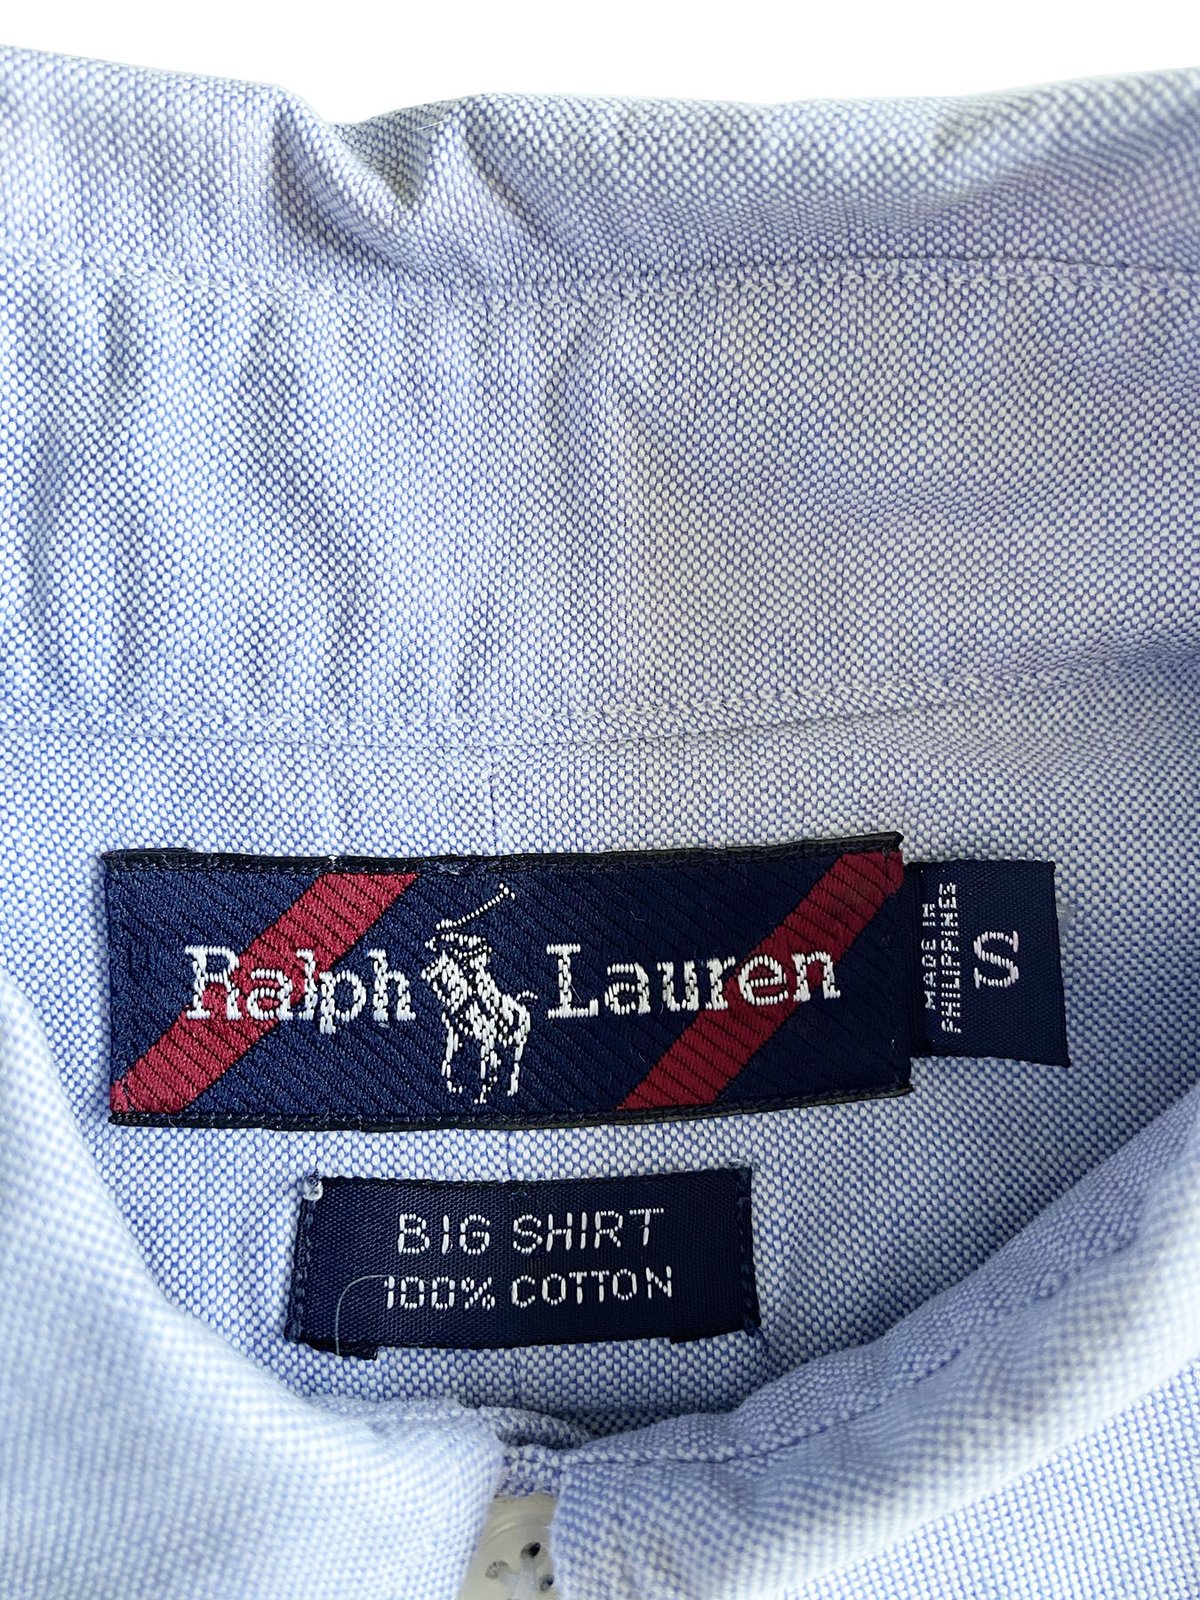 Ralph Lauren
MADE IN
PHILIPPINES
S
BIG SHIRT
100% COTTON